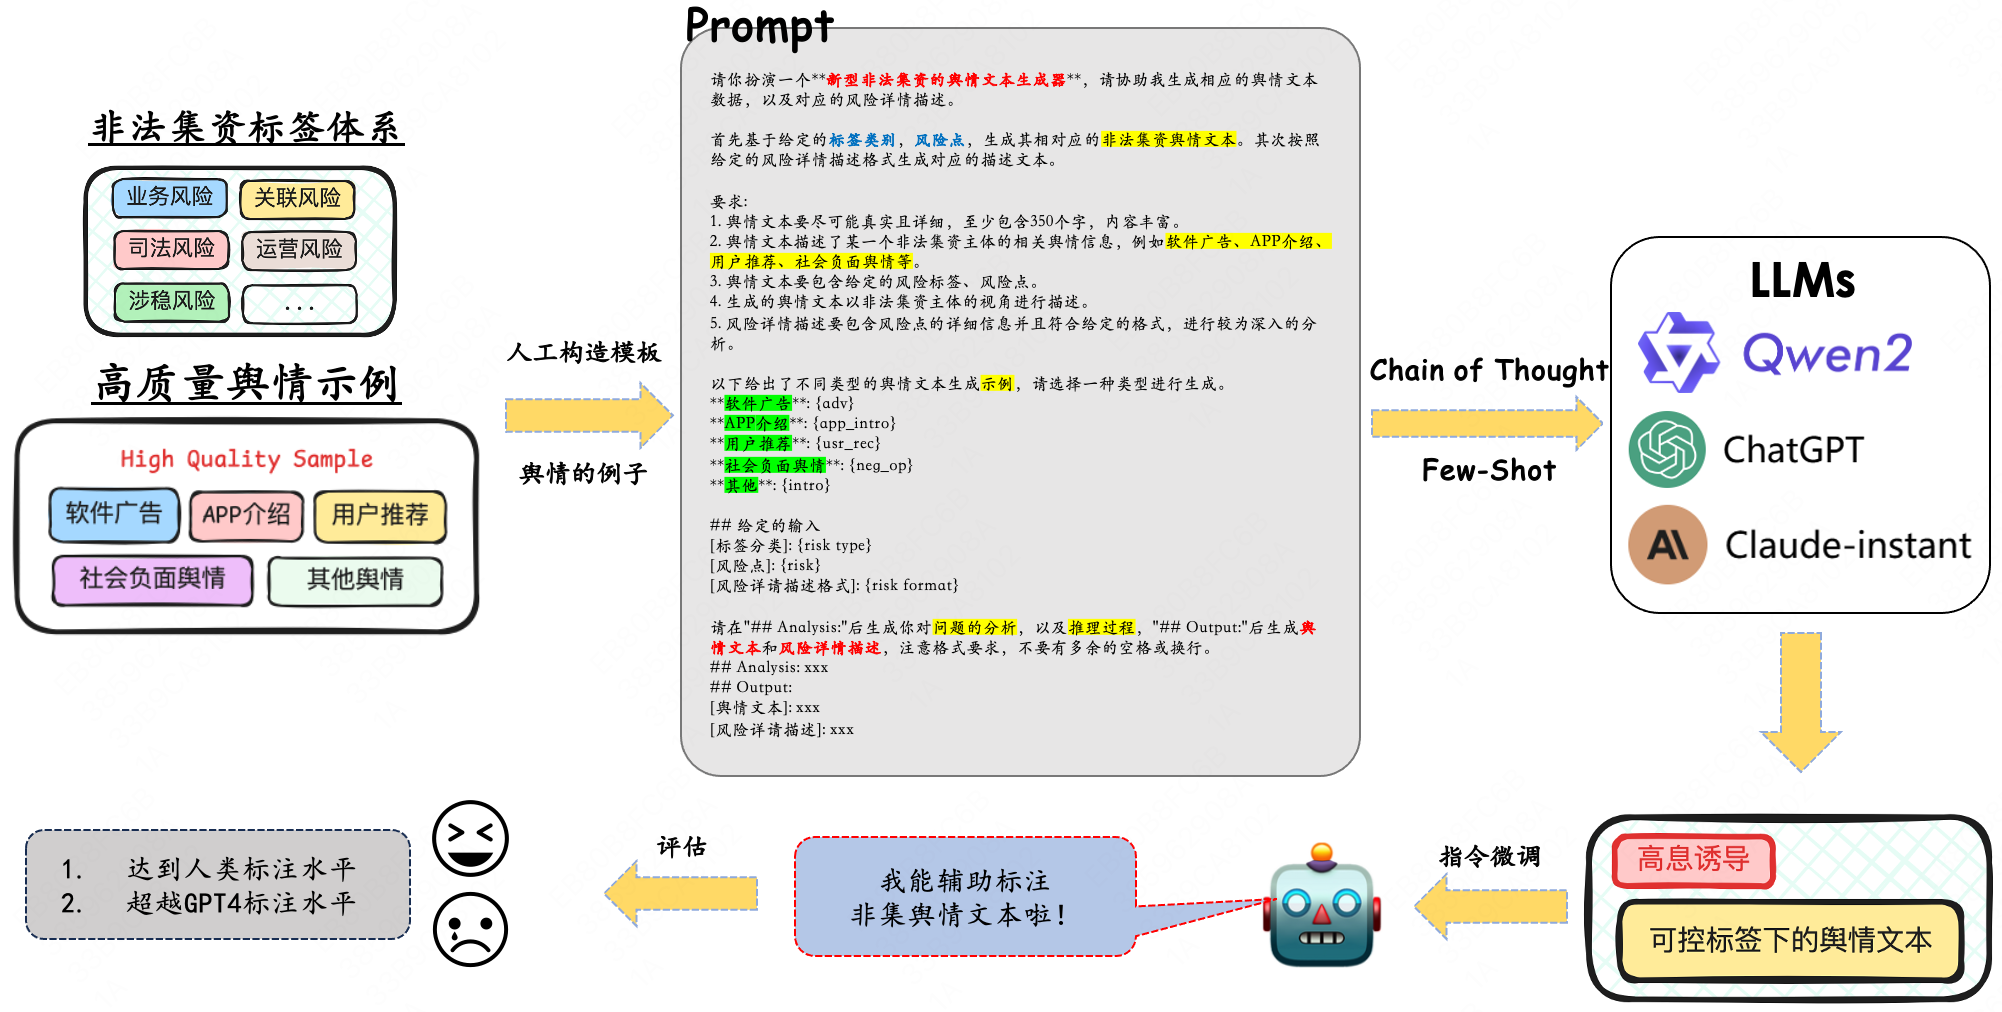 非法集资标签体系
业务风险
关联风险
司法风险
运营风险
涉稳风险
...
高质量舆情示例
High Quality Sample
软件广告
APP介绍
用户推荐
社会负面舆情
其他舆情
人工构造模板
舆情的例子
Prompt
请你扮演一个**新型非法集资的舆情文本生成器**，请协助我生成相应的舆情文本
数据，以及对应的风险详情描述。
首先基于给定的标签类别，风险点，生成其相对应的非法集资舆情文本。其次按照
给定的风险详情描述格式生成对应的描述文本。
要求:
1. 舆情文本要尽可能真实且详细，至少包含350个字，内容丰富。
2. 舆情文本描述了某一个非法集资主体的相关舆情信息，例如软件广告、APP介绍、
用户推荐、社会负面舆情等。
3. 舆情文本要包含给定的风险标签、风险点。
4. 生成的舆情文本以非法集资主体的视角进行描述。
5. 风险详情描述要包含风险点的详细信息并且符合给定的格式，进行较为深入的分
析。
以下给出了不同类型的舆情文本生成示例，请选择一种类型进行生成。
**软件广告**: {adv}
**APP介绍**: {app_intro}
**用户推荐**: {usr_rec}
**社会负面舆情**: {neg_op}
**其他**: {intro}
## 给定的输入
[标签分类]: {risk type}
[风险点]: {risk}
[风险详请描述格式]: {risk format}
请在"## Analysis:"后生成你对问题的分析，以及推理过程，"## Output:"后生成舆
情文本和风险详情描述，注意格式要求，不要有多余的空格或换行。
## Analysis: xxx
## Output:
[舆情文本]: xxx
[风险详请描述]: xxx
Chain of Thought
Few-Shot
LLMs
Qwen2
ChatGPT
Claude-instant
高息诱导
可控标签下的舆情文本
指令微调
我能辅助标注
非集舆情文本啦!
评估
1. 达到人类标注水平
2. 超越GPT4标注水平